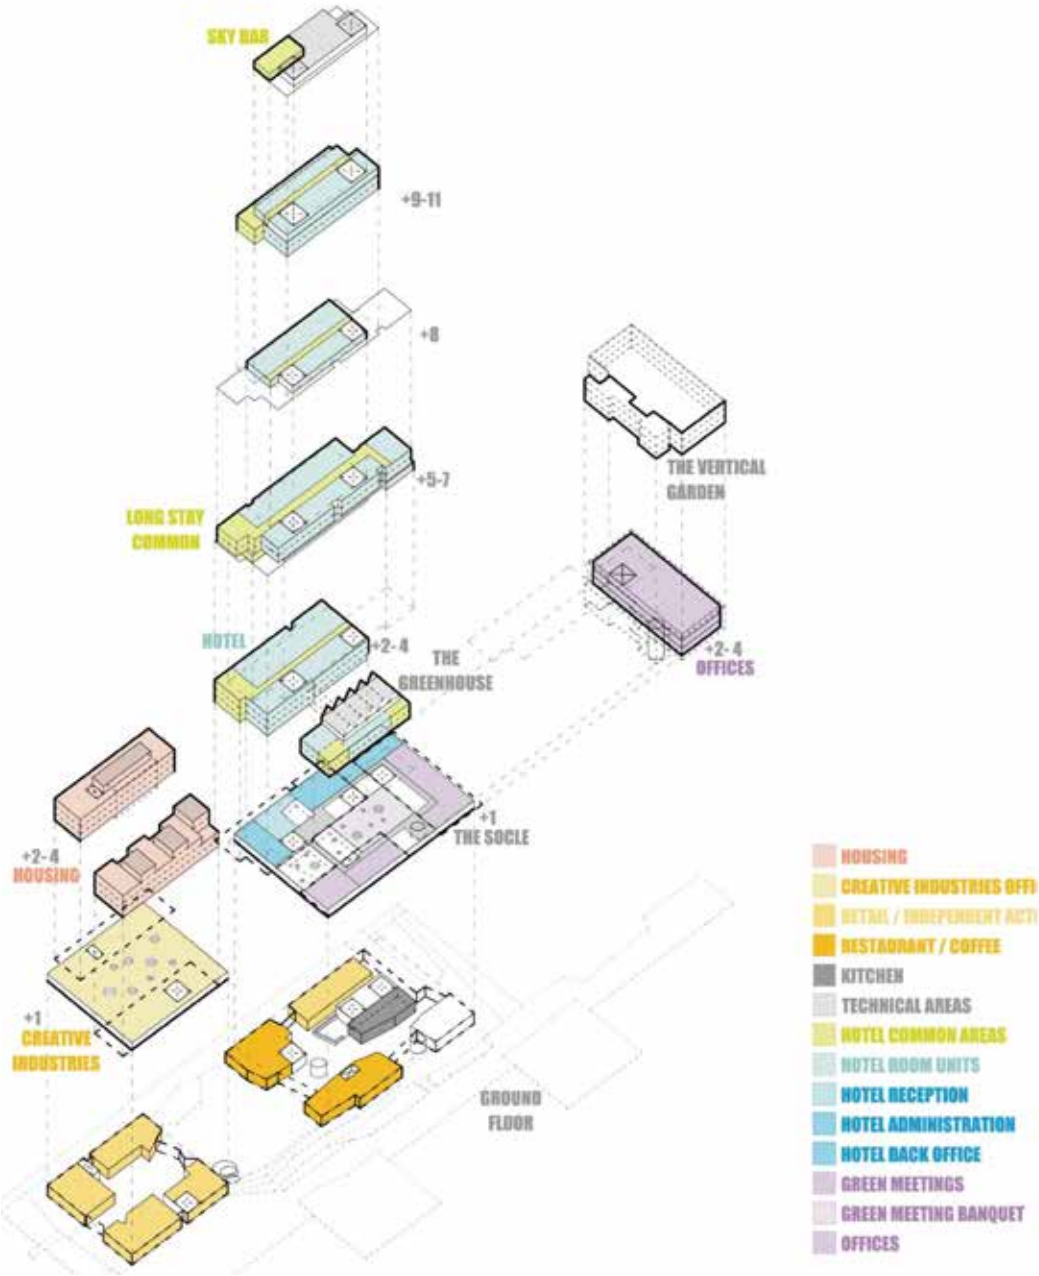 SKY BAR
+9-11
+8
THE VERTICAL
GARDEN
+5-7
LONG STAY
COMMON
HOTEL
+2- 4
THE
GREENHOUSE
+2- 4
OFFICES
+1
THE SOCLE
+2- 4
HOUSING
+1
CREATIVE
INDUSTRIES
GROUND
FLOOR
HOUSING
CREATIVE INDUSTRIES OFFI
RETAIL / INDEPENDENT ACTI
RESTAURANT / COFFEE
KITCHEN
TECHNICAL AREAS
HOTEL COMMON AREAS
HOTEL ROOM UNITS
HOTEL RECEPTION
HOTEL ADMINISTRATION
HOTEL BACK OFFICE
GREEN MEETINGS
GREEN MEETING BANQUET
OFFICES